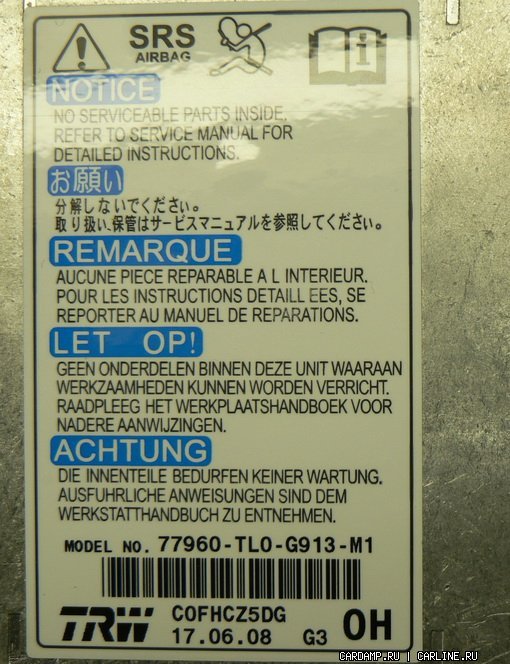 SRS
AIRBAG
NOTICE
NO SERVICEABLE PARTS INSIDE.
REFER TO SERVICE MANUAL FOR
DETAILED INSTRUCTIONS.
お願い
分解しないでください。
取り扱い、保管はサービスマニュアルを参照してください。
REMARQUE
AUCUNE PIECE REPARABLE A L INTERIEUR.
POUR LES INSTRUCTIONS DETAILL EES, SE
REPORTER AU MANUEL DE REPARATIONS.
LET OP!
GEEN ONDERDELEN BINNEN DEZE UNIT WAARAAN
WERKZAAMHEDEN KUNNEN WORDEN VERRICHT.
RAADPLEEG HET WERKPLAATSHANDBOEK VOOR
NADERE AANWIJZINGEN.
ACHTUNG
DIE INNENTEILE BEDURFEN KEINER WARTUNG.
AUSFUHRLICHE ANWEISUNGEN SIND DEM
WERKSTATTHANDBUCH ZU ENTNEHMEN.
MODEL NO. 77960-TL0-G913-M1
TRW C0FHCZ5DG
17.06.08 G3 0H
CARDAMP.RU | CARLINE.RU